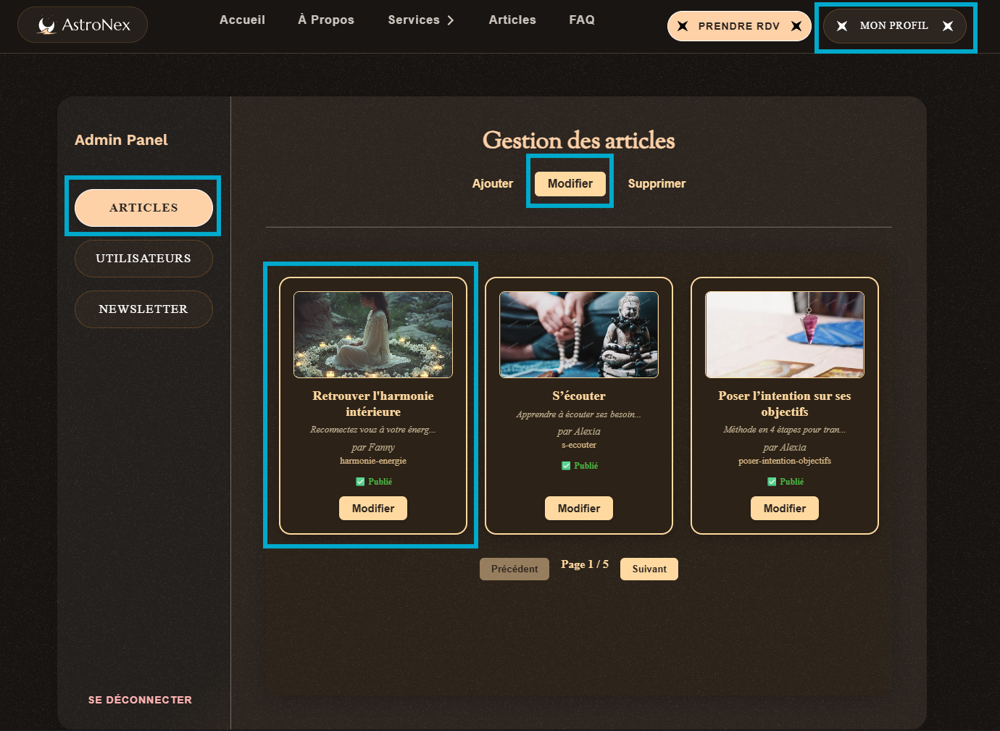 AstroNex
Accueil
À Propos
Services
Articles
FAQ
PRENDRE RDV
MON PROFIL
Admin Panel
ARTICLES
UTILISATEURS
NEWSLETTER
SE DÉCONNECTER
Gestion des articles
Ajouter
Modifier
Supprimer
Retrouver l'harmonie
intérieure
Reconnectez vous à votre énerg...
par Fanny
harmonie-energie
Publié
Modifier
S’écouter
Apprendre à écouter ses besoin...
par Alexia
s-ecouter
Publié
Modifier
Poser l’intention sur ses
objectifs
Méthode en 4 étapes pour tran...
par Alexia
poser-intention-objectifs
Publié
Modifier
Précédent
Page 1 / 5
Suivant